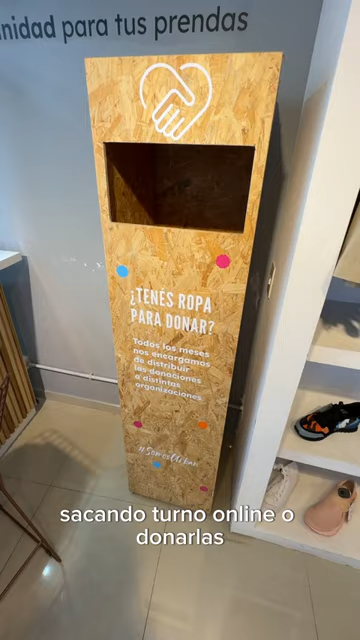 nidad para tus prendas
¿TENÉS ROPA
PARA DONAR?
Todos los meses
nos encargamos
de distribuir
las donaciones
a distintas
organizaciones
sacando turno online o
donarlas